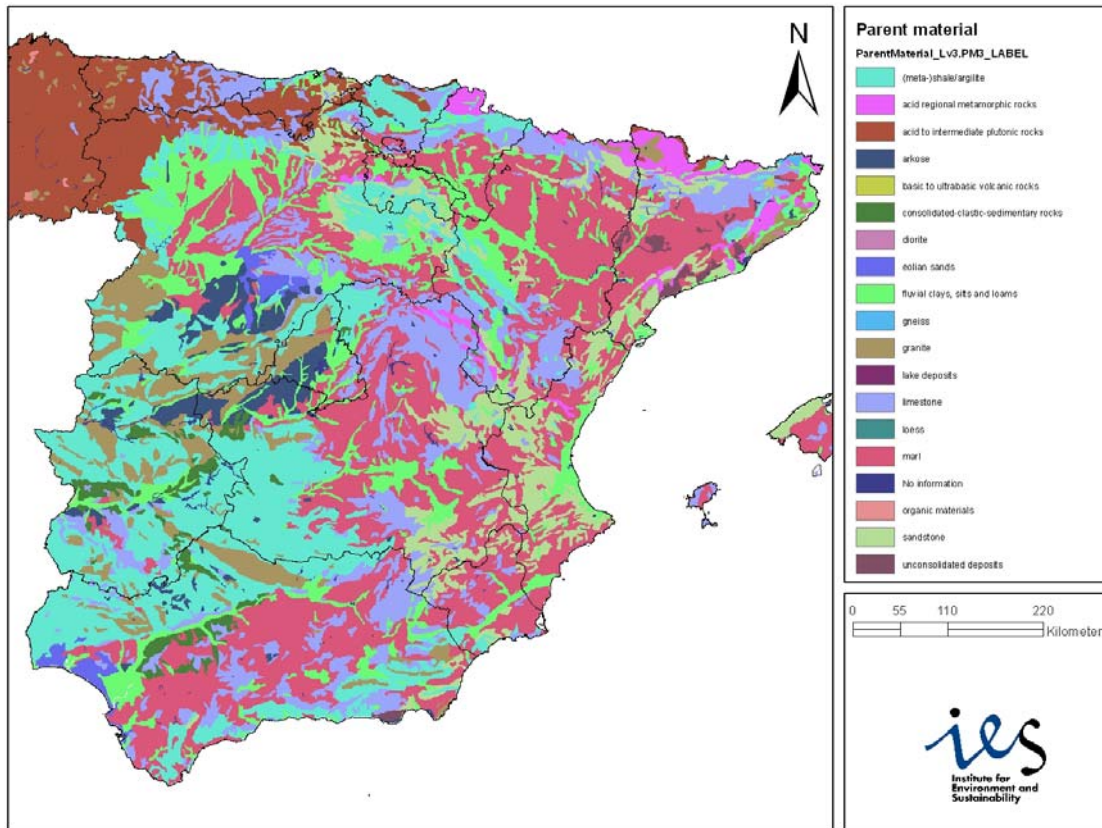 N
Parent material
ParentMaterial_Lv3.PM3_LABEL
(meta-)shale/argilite
acid regional metamorphic rocks
acid to intermediate plutonic rocks
arkose
basic to ultrabasic volcanic rocks
consolidated-clastic-sedimentary rocks
diorite
eolian sands
fluvial clays, silts and loams
gneiss
granite
lake deposits
limestone
loess
marl
No information
organic materials
sandstone
unconsolidated deposits
0 55 110 220
Kilometer
ies
Institute for
Environment and
Sustainability